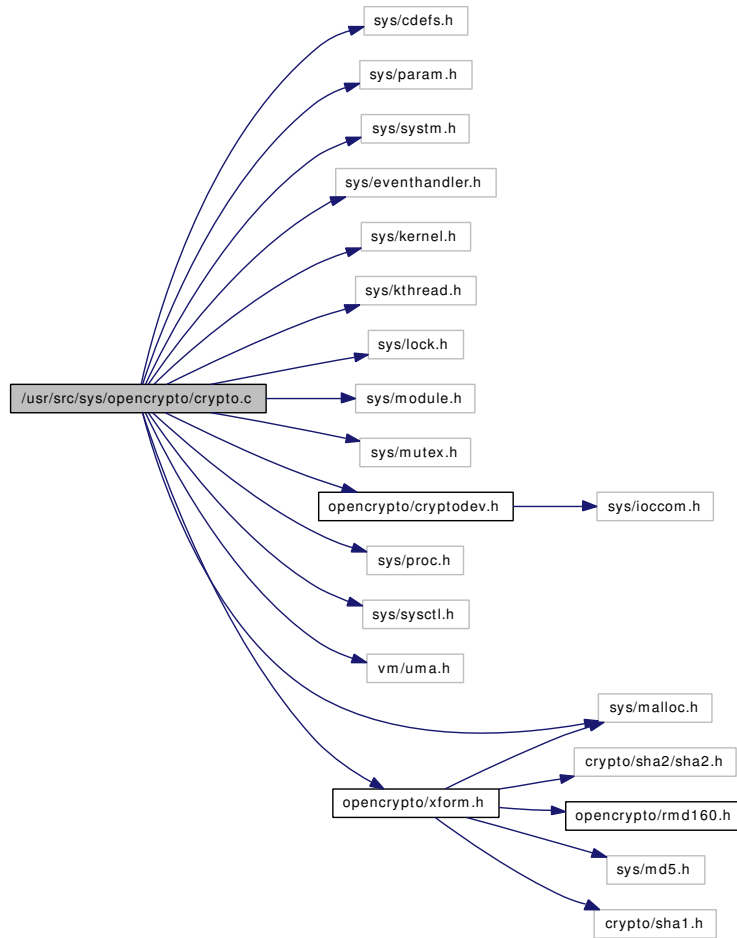 sys/cdefs.h
sys/param.h
sys/systm.h
sys/eventhandler.h
sys/kernel.h
sys/kthread.h
sys/lock.h
/usr/src/sys/opencrypto/crypto.c
sys/module.h
sys/mutex.h
opencrypto/cryptodev.h
sys/ioccom.h
sys/proc.h
sys/sysctl.h
vm/uma.h
sys/malloc.h
crypto/sha2/sha2.h
opencrypto/xform.h
opencrypto/rmd160.h
sys/md5.h
crypto/sha1.h